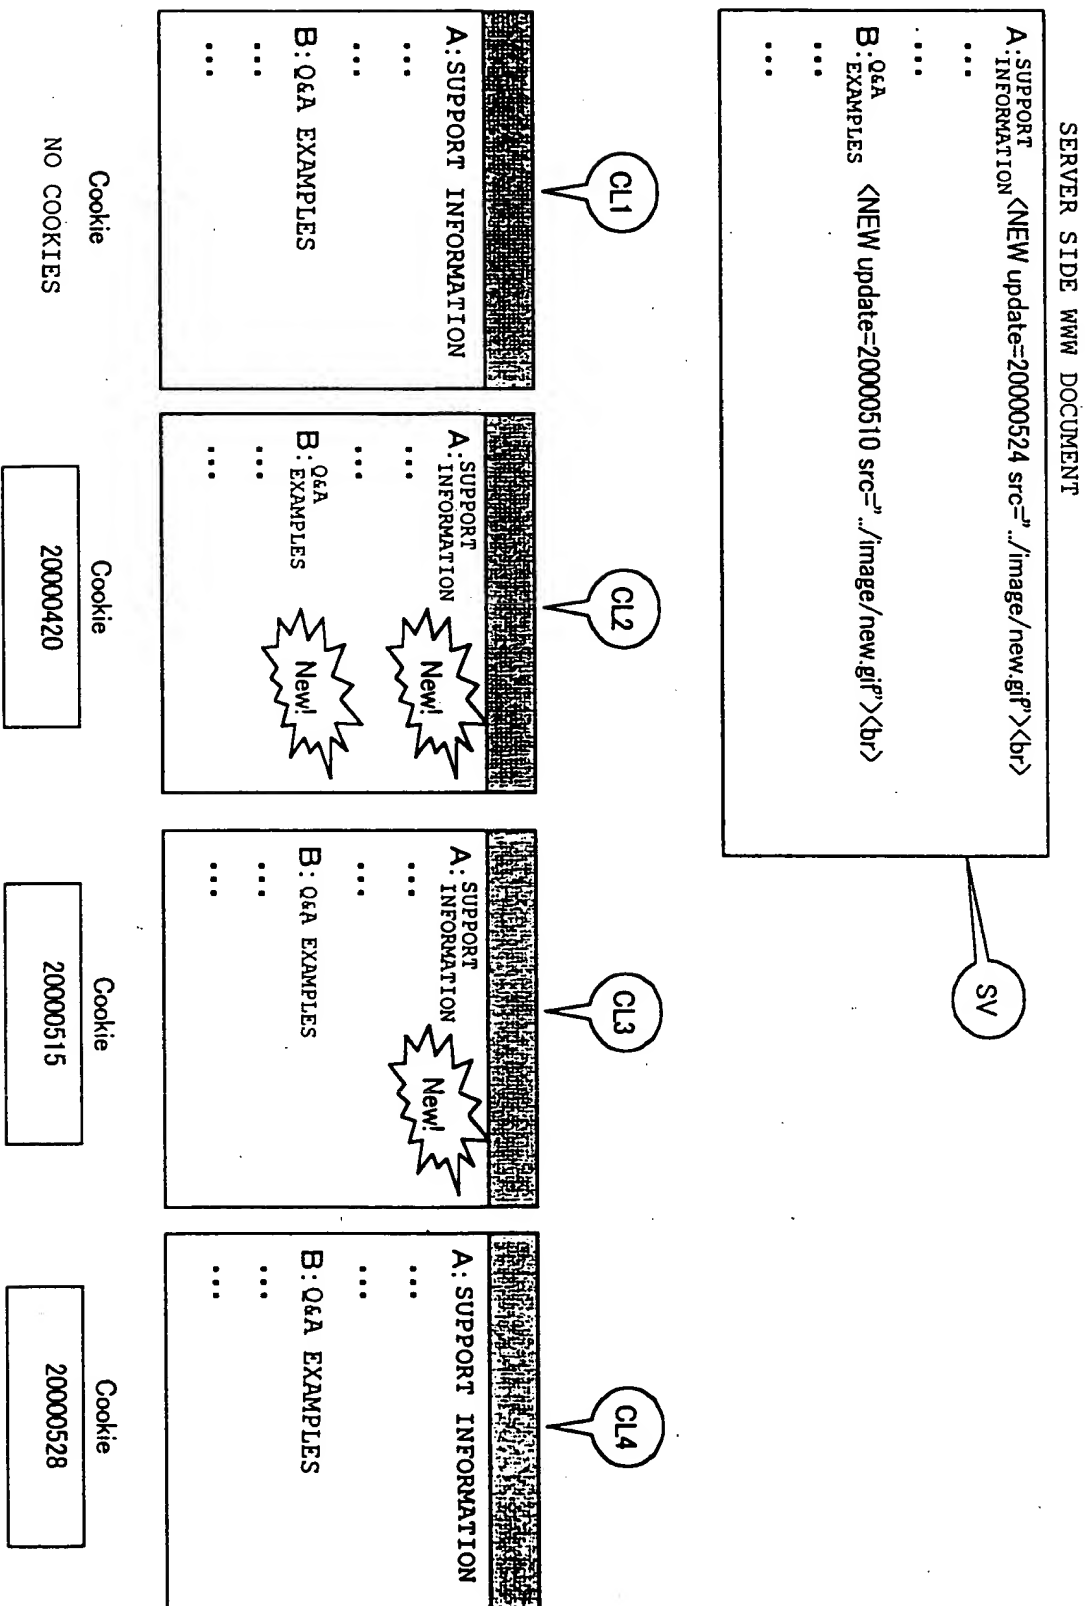 SERVER SIDE WWW DOCUMENT
A:SUPPORT INFORMATION<NEW update=20000524 src="../image/new.gif"><br>
...
...
B:Q&A EXAMPLES <NEW update=20000510 src="../image/new.gif"><br>
...
...
SV
CL1
A:SUPPORT INFORMATION
...
...
B:Q&A EXAMPLES
...
...
Cookie
NO COOKIES
CL2
A:SUPPORT
INFORMATION
New!
...
...
B:Q&A
EXAMPLES
New!
...
...
Cookie
20000420
CL3
A:SUPPORT
INFORMATION
New!
...
...
B:Q&A EXAMPLES
...
...
Cookie
20000515
CL4
A:SUPPORT INFORMATION
...
...
B:Q&A EXAMPLES
...
...
Cookie
20000528